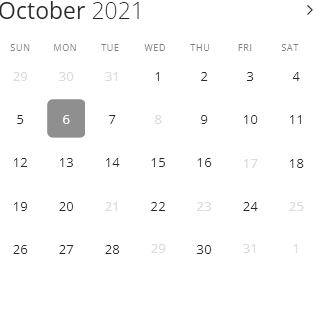 October 2021
SUN MON TUE WED THU FRI SAT
29 30 31 1 2 3 4
5 6 7 8 9 10 11
12 13 14 15 16 17 18
19 20 21 22 23 24 25
26 27 28 29 30 31 1